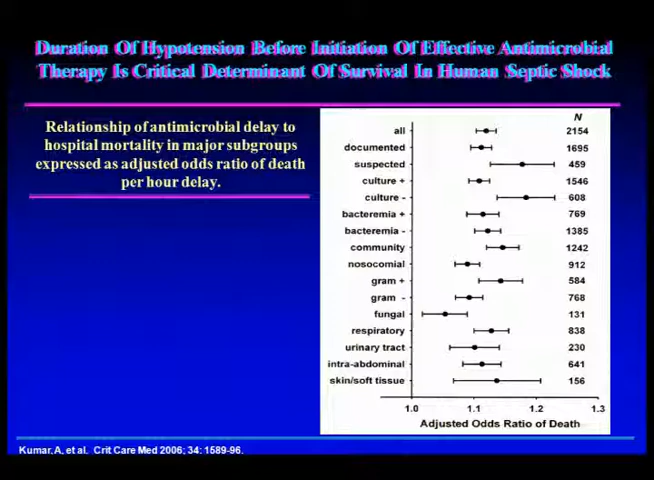 Duration Of Hypotension Before Initiation Of Effective Antimicrobial
Therapy Is Critical Determinant Of Survival In Human Septic Shock
Relationship of antimicrobial delay to
hospital mortality in major subgroups
expressed as adjusted odds ratio of death
per hour delay.
N
all 2154
documented 1695
suspected 459
culture + 1546
culture - 608
bacteremia + 769
bacteremia - 1385
community 1242
nosocomial 912
gram + 584
gram - 768
fungal 131
respiratory 838
urinary tract 230
intra-abdominal 641
skin/soft tissue 156
1.0 1.1 1.2 1.3
Adjusted Odds Ratio of Death
Kumar, A, et al. Crit Care Med 2006; 34: 1589-96.